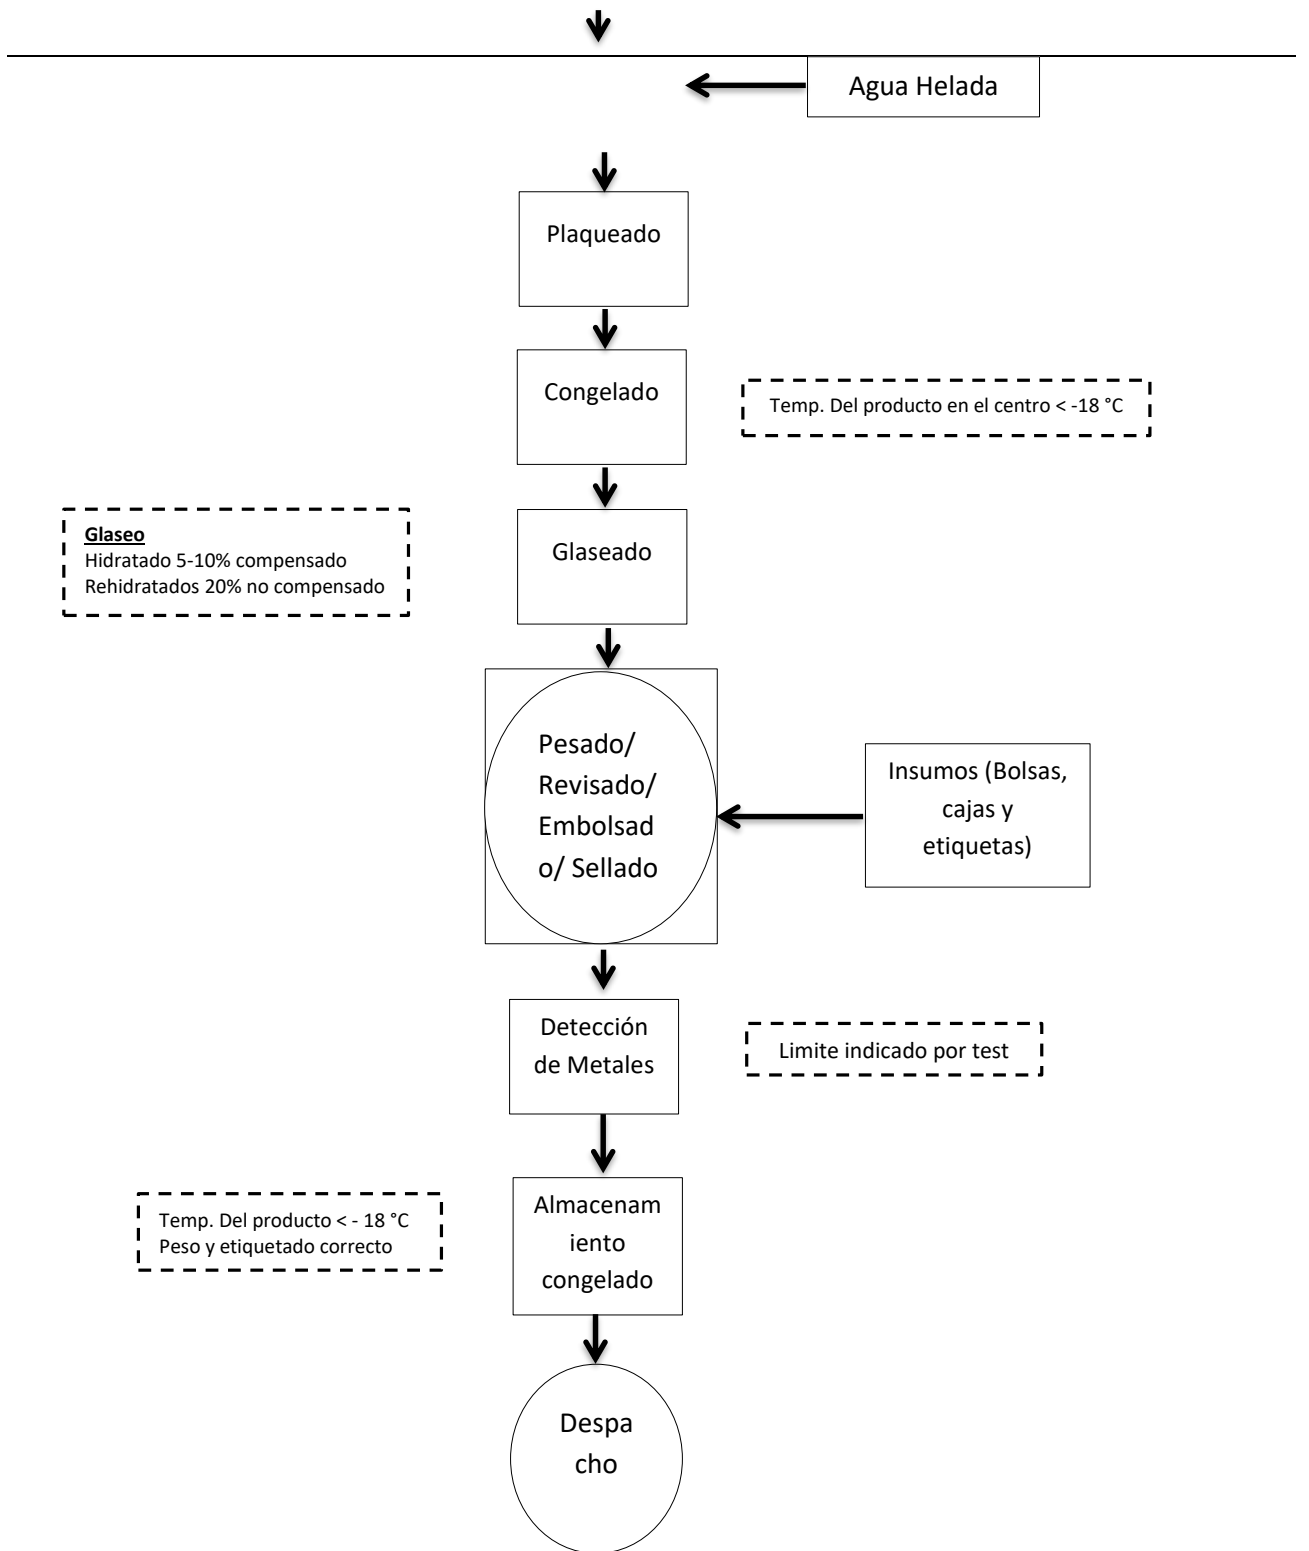 Agua Helada
Plaqueado
Congelado
Temp. Del producto en el centro < -18 °C
Glaseo
Hidratado 5-10% compensado
Rehidratados 20% no compensado
Glaseado
Pesado/
Revisado/
Embolsad
o/ Sellado
Insumos (Bolsas,
cajas y
etiquetas)
Detección
de Metales
Limite indicado por test
Temp. Del producto < - 18 °C
Peso y etiquetado correcto
Almacenam
iento
congelado
Despa
cho